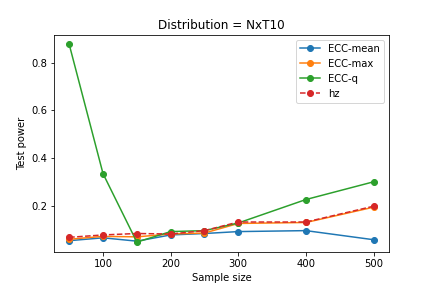 Distribution = NxT10
ECC-mean
ECC-max
ECC-q
hz
Test power
0.8
0.6
0.4
0.2
100 200 300 400 500
Sample size